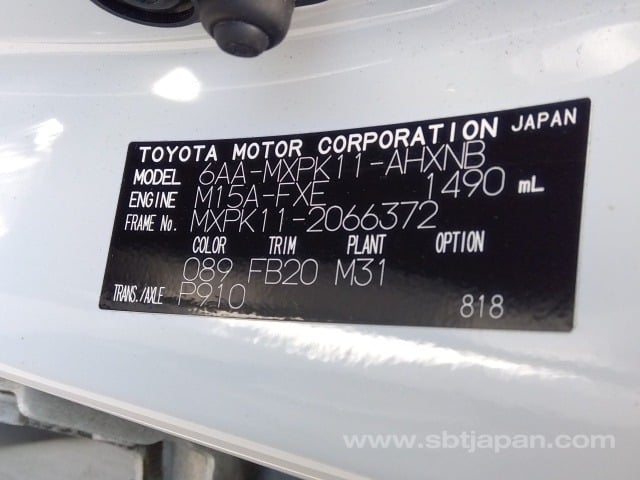 TOYOTA MOTOR CORPORATION JAPAN
MODEL 6AA-MXPK11-AHXNB
ENGINE M15A-FXE 1490 mL
FRAME No. MXPK11-2066372
COLOR TRIM PLANT OPTION
089 FB20 M31
TRANS./AXLE P910 818
www.sbtjapan.com